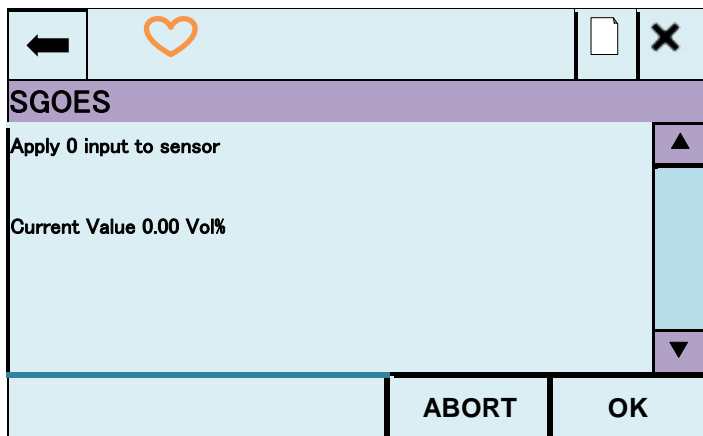 SGOES
Apply 0 input to sensor
Current Value 0.00 Vol%
ABORT
OK